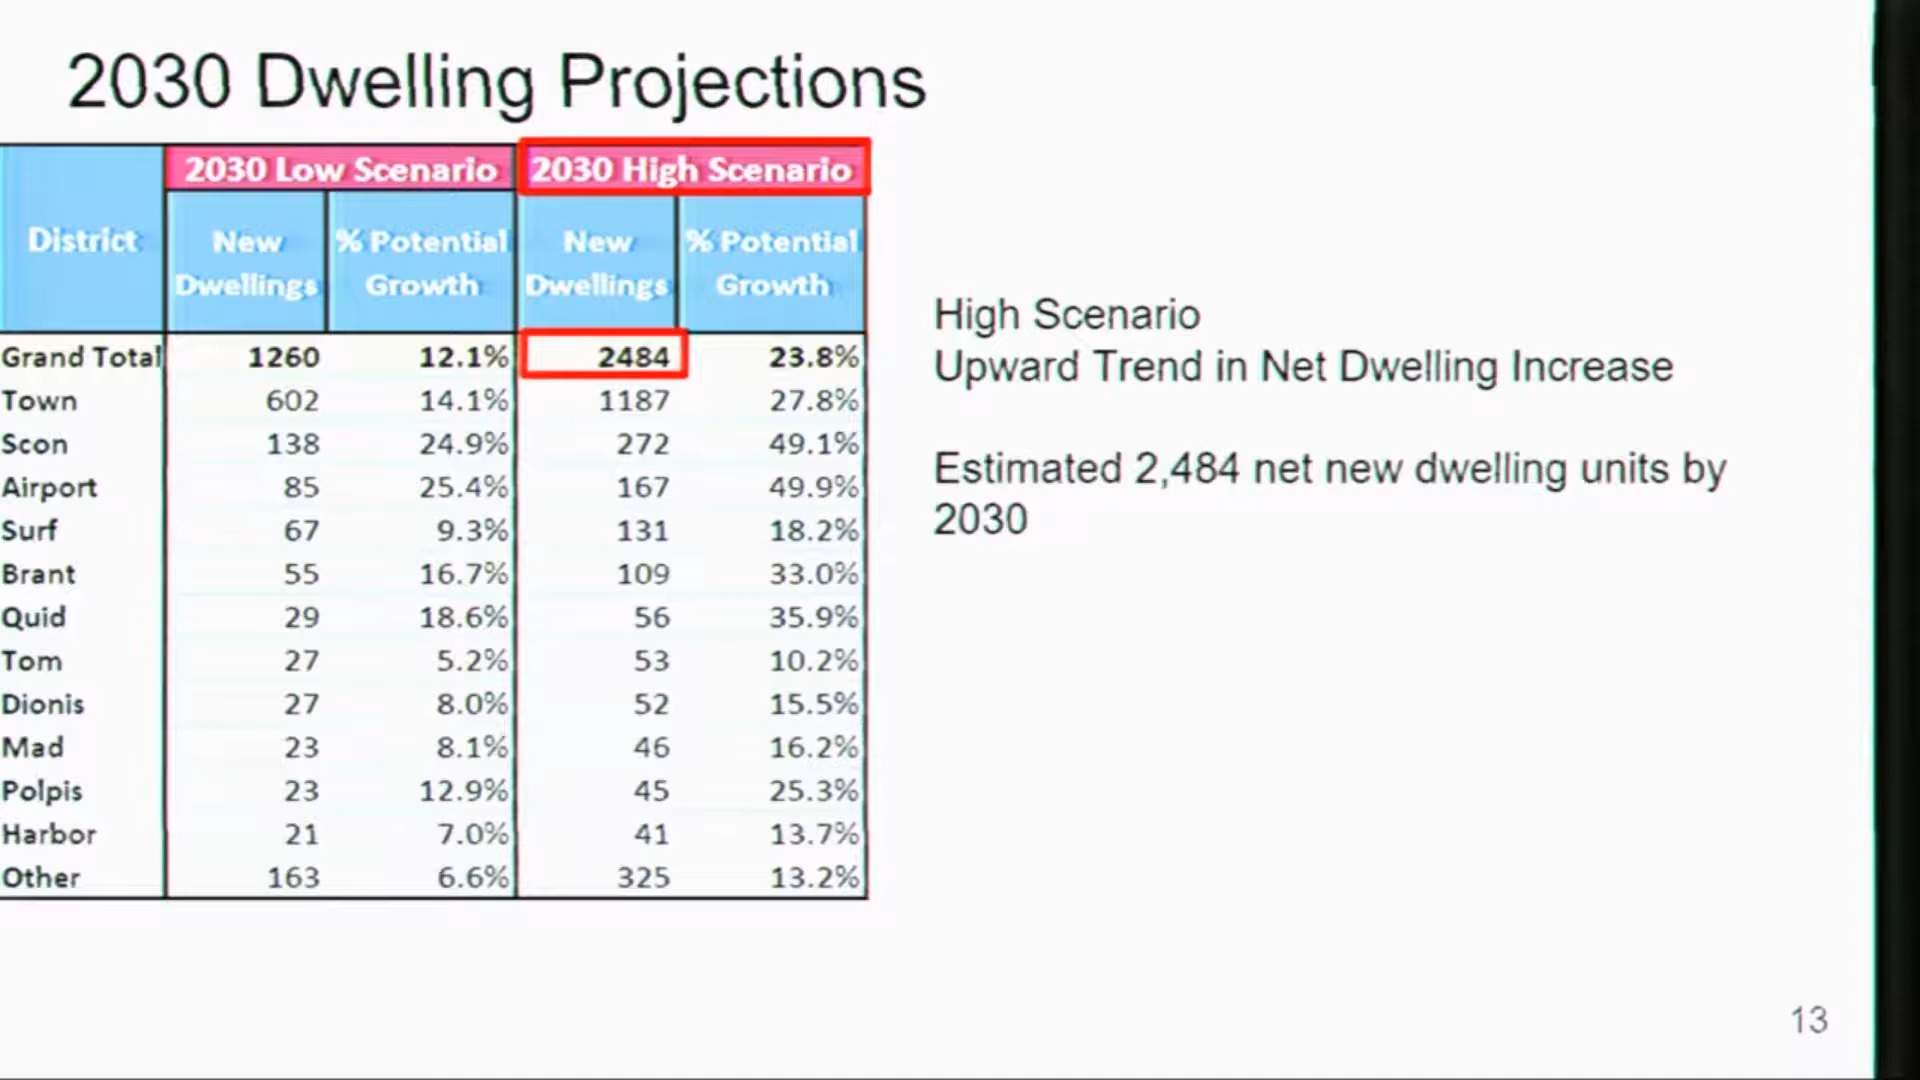 2030 Dwelling Projections
District 2030 Low Scenario 2030 High Scenario
New Dwellings % Potential Growth New Dwellings % Potential Growth
Grand Total 1260 12.1% 2484 23.8%
Town 602 14.1% 1187 27.8%
Scon 138 24.9% 272 49.1%
Airport 85 25.4% 167 49.9%
Surf 67 9.3% 131 18.2%
Brant 55 16.7% 109 33.0%
Quid 29 18.6% 56 35.9%
Tom 27 5.2% 53 10.2%
Dionis 27 8.0% 52 15.5%
Mad 23 8.1% 46 16.2%
Polpis 23 12.9% 45 25.3%
Harbor 21 7.0% 41 13.7%
Other 163 6.6% 325 13.2%
High Scenario
Upward Trend in Net Dwelling Increase
Estimated 2,484 net new dwelling units by
2030
13